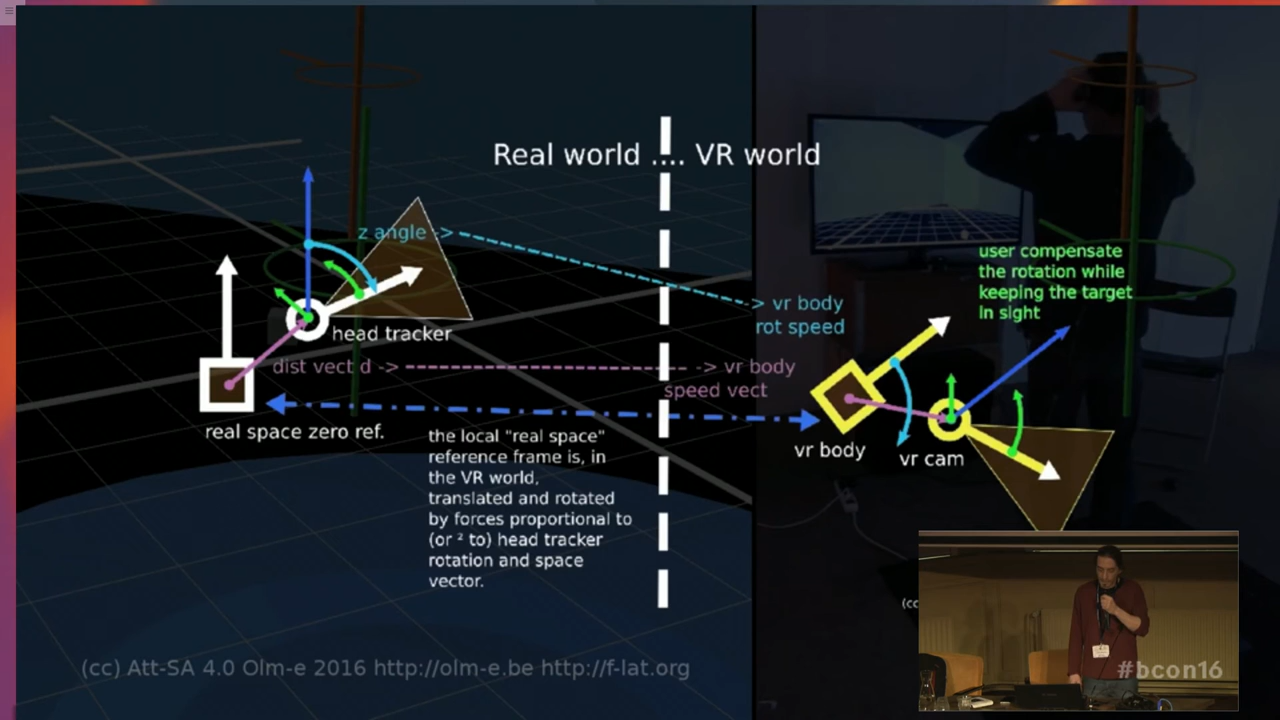 Real world .... VR world
z angle ->
-> vr body
rot speed
user compensate
the rotation while
keeping the target
in sight
head tracker
dist vect d ->
-> vr body
speed vect
real space zero ref.
vr body
vr cam
the local "real space"
reference frame is, in
the VR world,
translated and rotated
by forces proportional to
(or ² to) head tracker
rotation and space
vector.
(cc
(cc) Att-SA 4.0 Olm-e 2016 http://olm-e.be http://f-lat.org
#bcon16